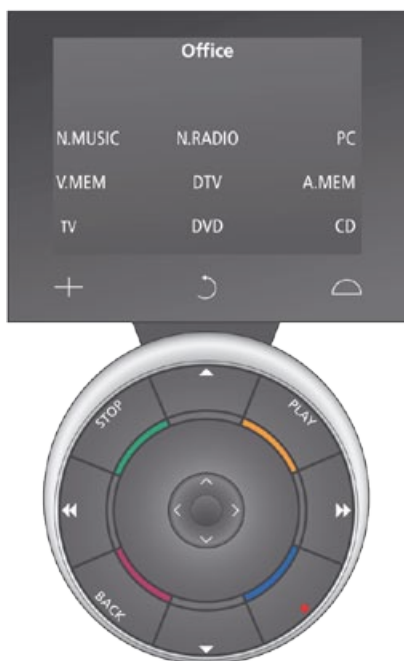 Office
N.MUSIC N.RADIO PC
V.MEM DTV A.MEM
TV DVD CD
STOP PLAY
BACK